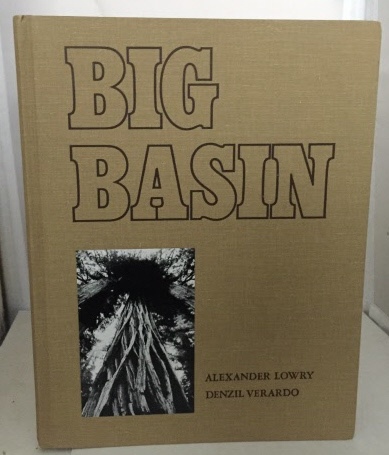 BIG
BASIN
ALEXANDER LOWRY
DENZIL VERARDO